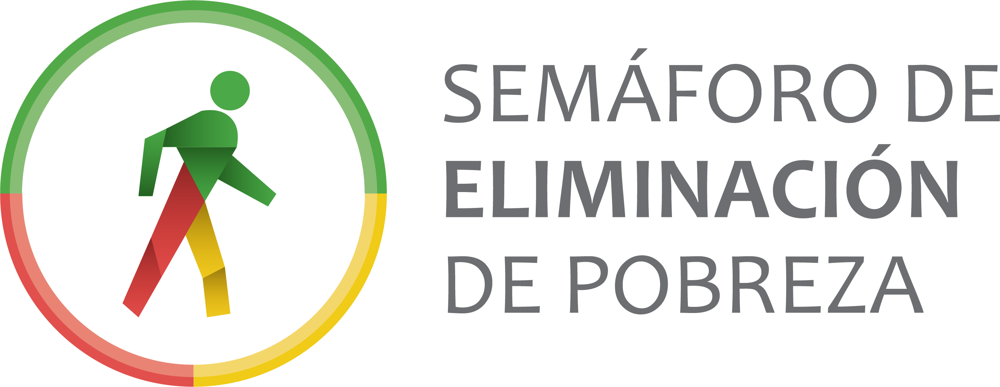 SEMÁFORO DE
ELIMINACIÓN
DE POBREZA